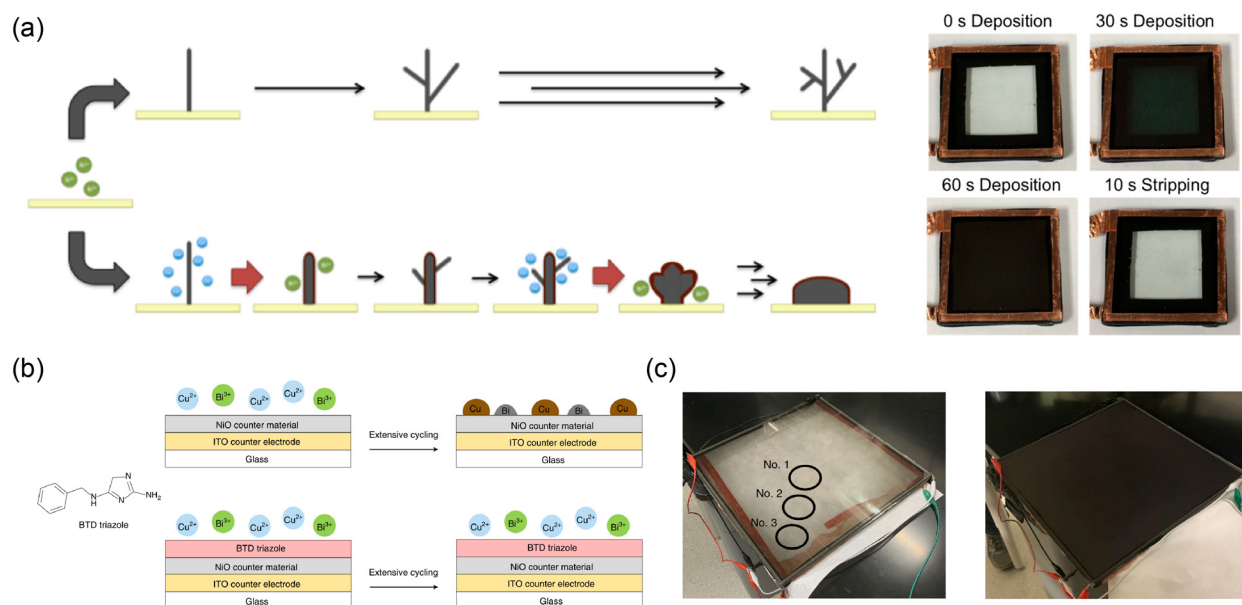 (a)
0 s Deposition
30 s Deposition
60 s Deposition
10 s Stripping
(b)
Cu2+
Bi3+
Cu2+
Cu2+
Bi3+
NiO counter material
ITO counter electrode
Glass
Extensive cycling
Cu
Bi
Cu
Bi
Cu
NiO counter material
ITO counter electrode
Glass
N
N
H
N
NH2
BTD triazole
Cu2+
Bi3+
Cu2+
Cu2+
Bi3+
BTD triazole
NiO counter material
ITO counter electrode
Glass
Extensive cycling
Cu2+
Bi3+
Cu2+
Cu2+
Bi3+
BTD triazole
NiO counter material
ITO counter electrode
Glass
(c)
No. 1
No. 2
No. 3